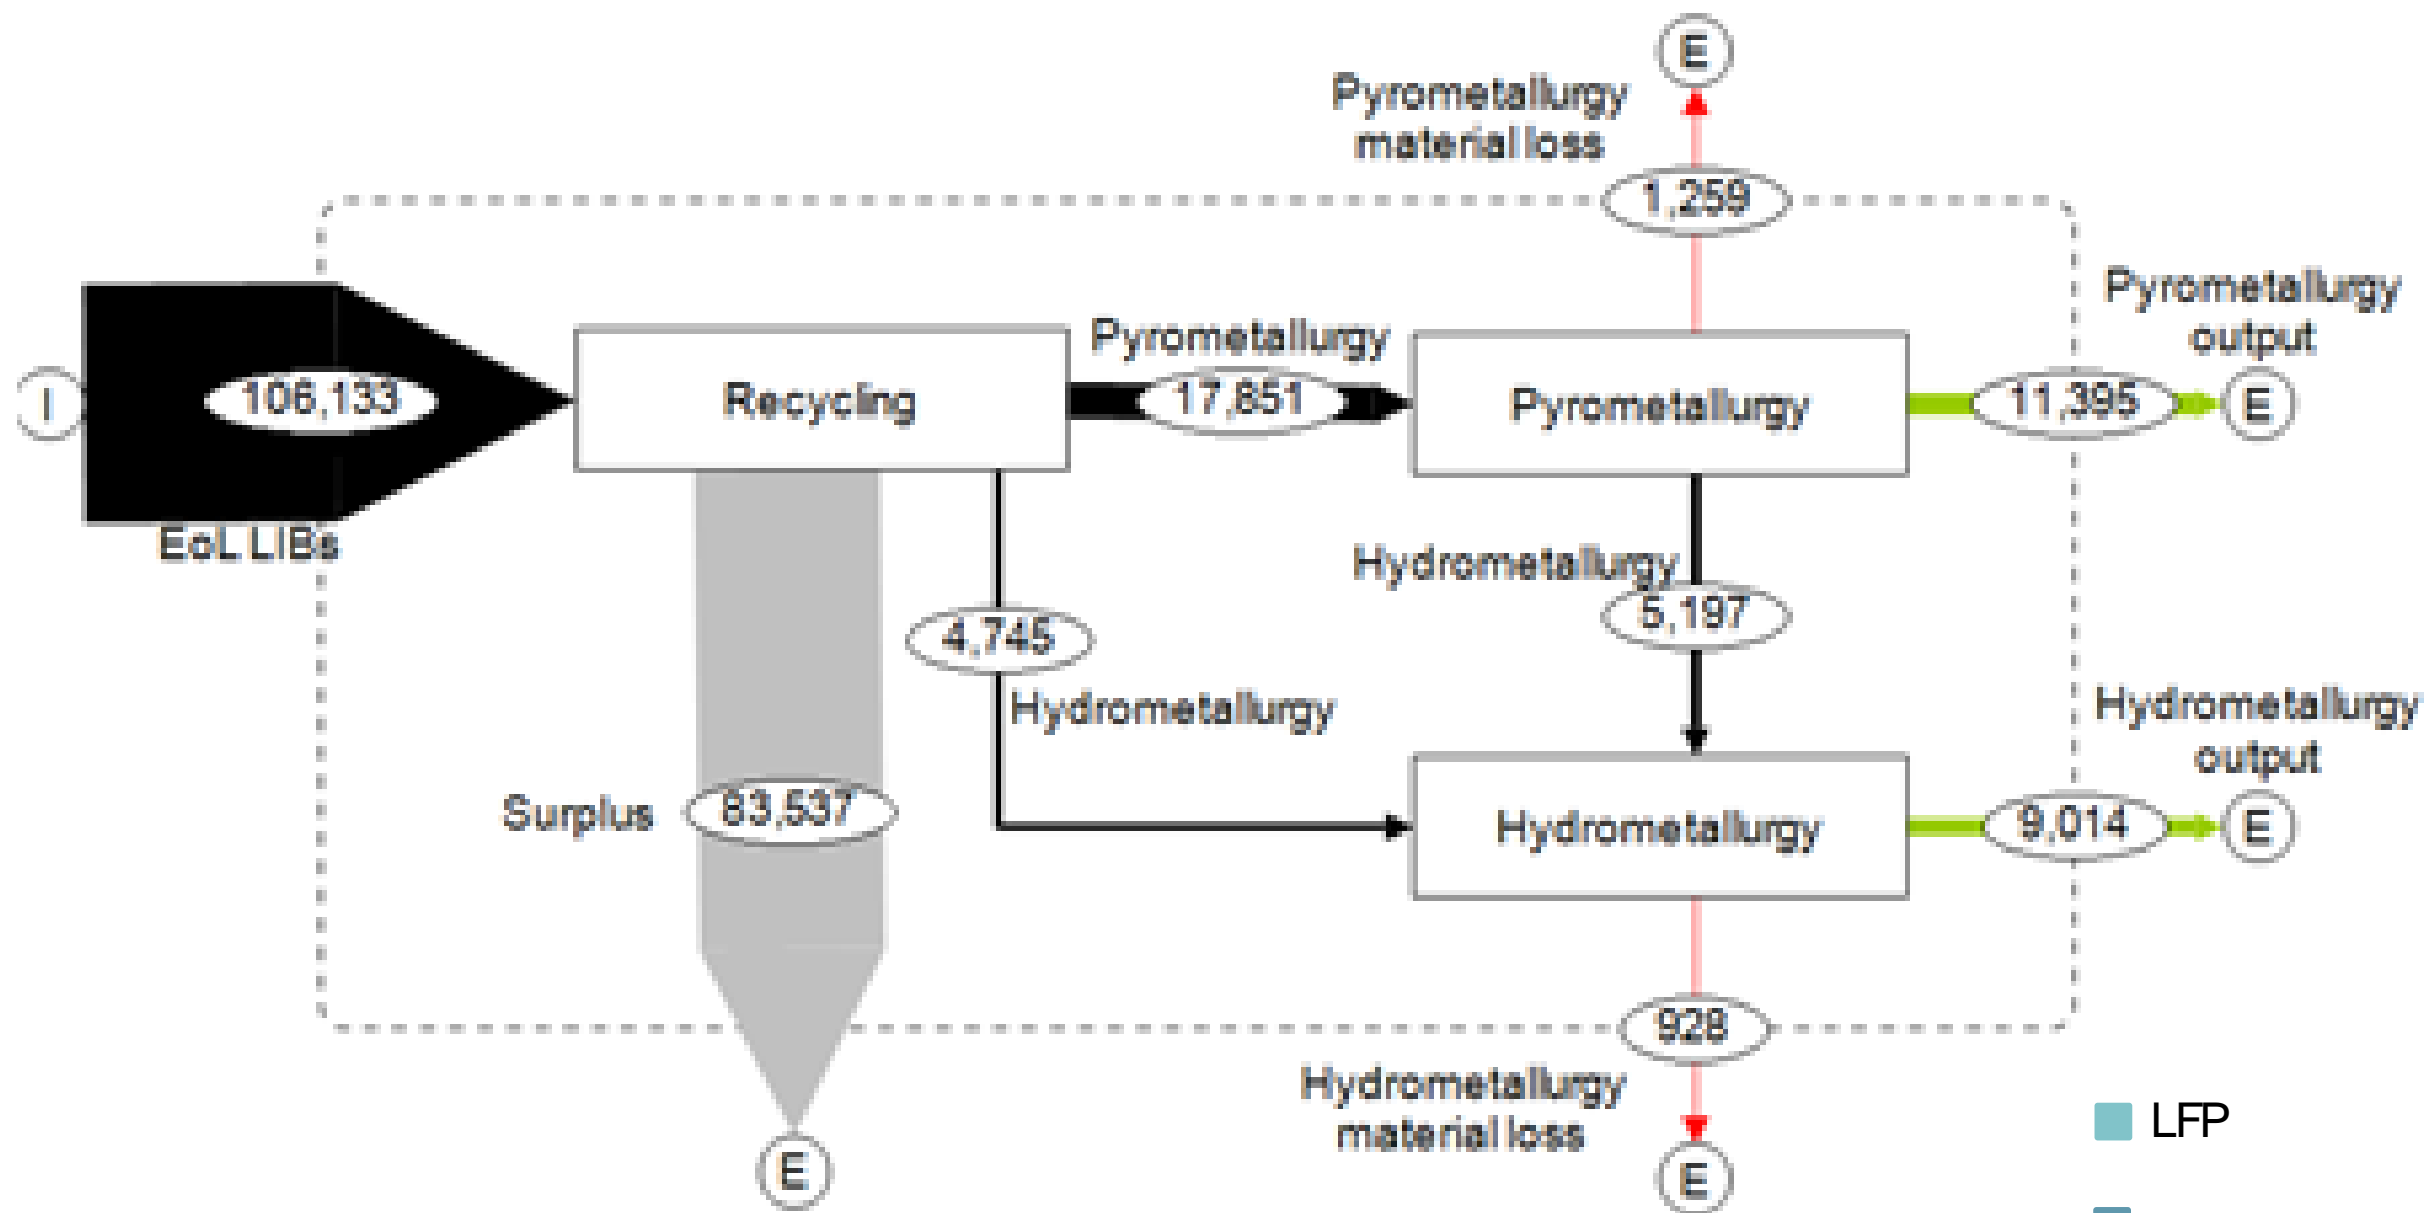 E
Pyrometallurgy
material loss
1,259
Pyrometallurgy
output
I
106,133
EoL LIBs
Recycling
Pyrometallurgy
17,851
Pyrometallurgy
11,395
E
Hydrometallurgy
5,197
4,745
Hydrometallurgy
Surplus
83,537
Hydrometallurgy
Hydrometallurgy
output
9,014
E
928
Hydrometallurgy
material loss
E
E
LFP